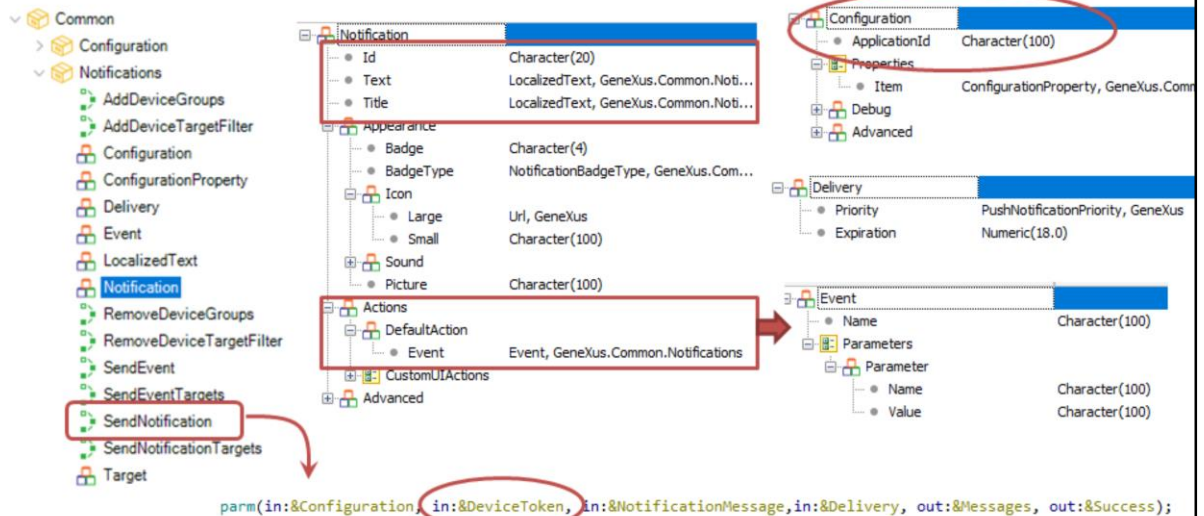 Common
Configuration
Notifications
AddDeviceGroups
AddDeviceTargetFilter
Configuration
ConfigurationProperty
Delivery
Event
LocalizedText
Notification
RemoveDeviceGroups
RemoveDeviceTargetFilter
SendEvent
SendEventTargets
SendNotification
SendNotificationTargets
Target
Notification
Id Character(20)
Text LocalizedText, GeneXus.Common.Noti...
Title LocalizedText, GeneXus.Common.Noti...
Appearance
Badge Character(4)
BadgeType NotificationBadgeType, GeneXus.Com...
Icon
Large Url, GeneXus
Small Character(100)
Sound
Picture Character(100)
Actions
DefaultAction
Event Event, GeneXus.Common.Notifications
CustomUIActions
Advanced
Configuration
ApplicationId Character(100)
Properties
Item ConfigurationProperty, GeneXus.Comm
Debug
Advanced
Delivery
Priority PushNotificationPriority, GeneXus
Expiration Numeric(18.0)
Event
Name Character(100)
Parameters
Parameter
Name Character(100)
Value Character(100)
parm(in:&Configuration, in:&DeviceToken, in:&NotificationMessage,in:&Delivery, out:&Messages, out:&Success);